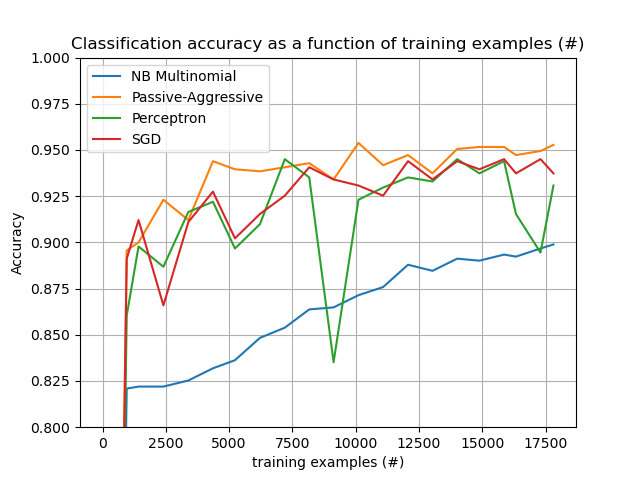 Classification accuracy as a function of training examples (#)
NB Multinomial
Passive-Aggressive
Perceptron
SGD
Accuracy
1.000
0.975
0.950
0.925
0.900
0.875
0.850
0.825
0.800
0 2500 5000 7500 10000 12500 15000 17500
training examples (#)